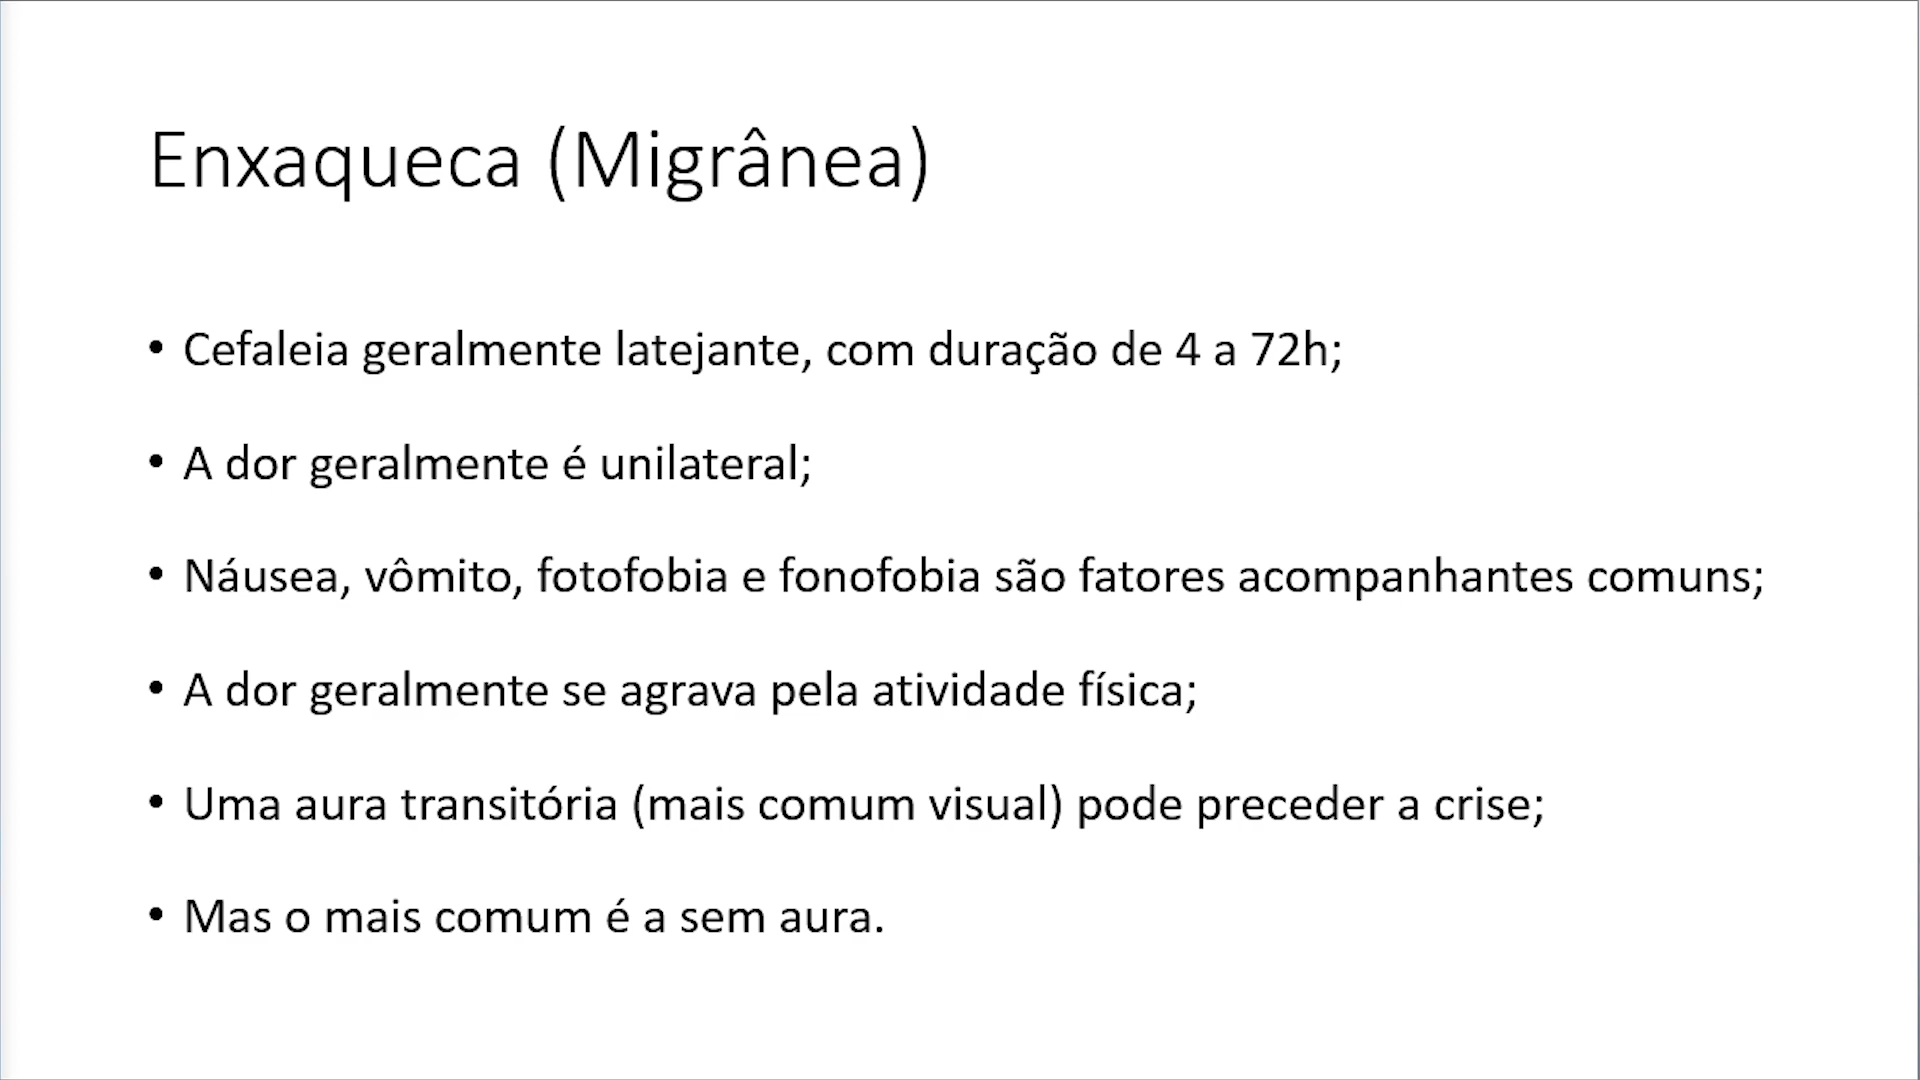 Enxaqueca (Migrânea)
• Cefaleia geralmente latejante, com duração de 4 a 72h;
• A dor geralmente é unilateral;
• Náusea, vômito, fotofobia e fonofobia são fatores acompanhantes comuns;
• A dor geralmente se agrava pela atividade física;
• Uma aura transitória (mais comum visual) pode preceder a crise;
• Mas o mais comum é a sem aura.